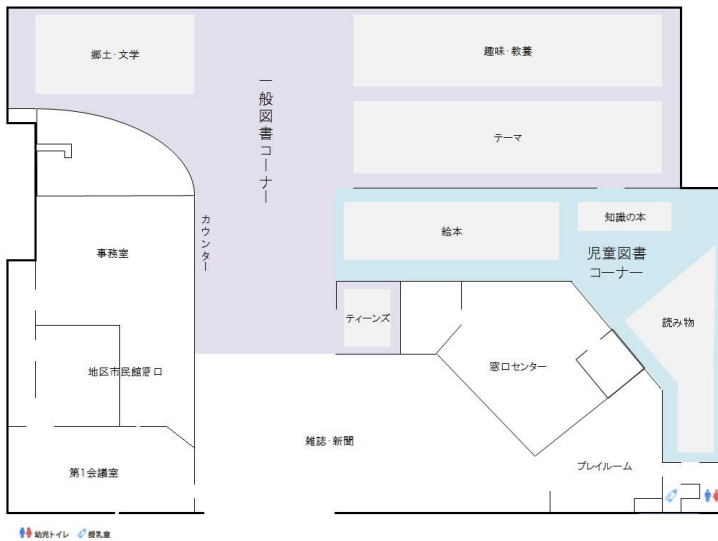 郷土・文学
趣味・教養
一般図書コーナー
テーマ
知識の本
絵本
カウンター
児童図書
コーナー
事務室
ティーンズ
読み物
地区市民館窓口
窓口センター
雑誌・新聞
プレイルーム
第1会議室
幼児トイレ 授乳室